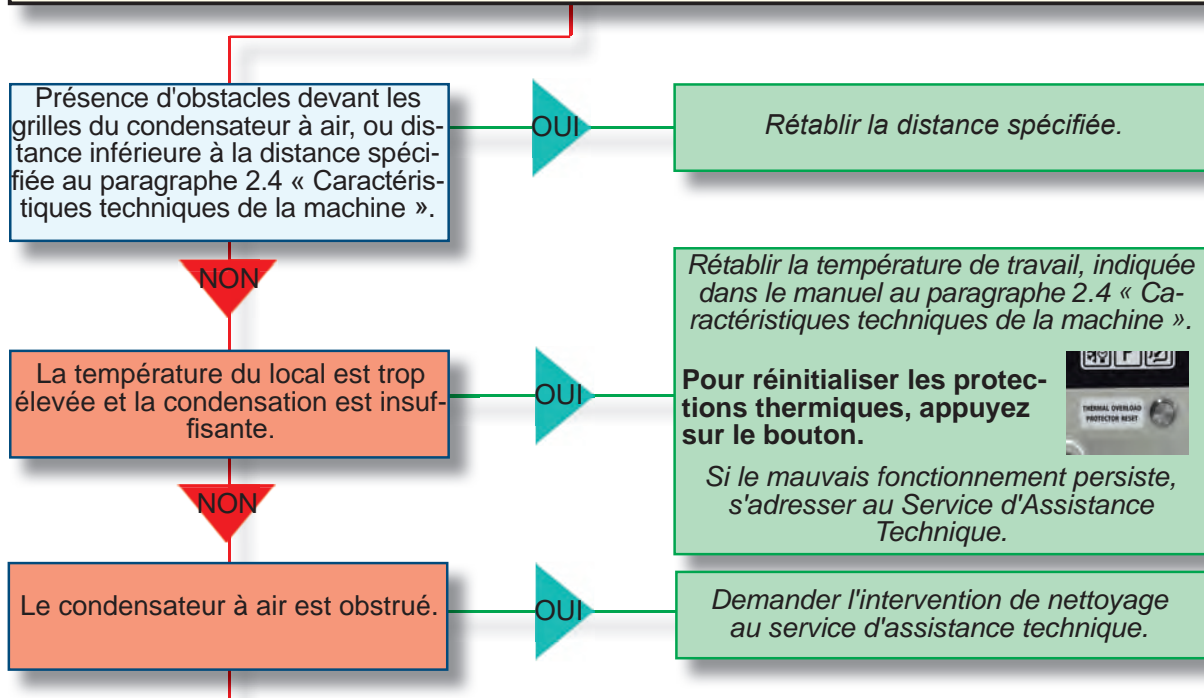 Présence d'obstacles devant les
grilles du condensateur à air, ou dis-
tance inférieure à la distance spéci-
fiée au paragraphe 2.4 « Caractéris-
tiques techniques de la machine ».
OUI
Rétablir la distance spécifiée.
NON
La température du local est trop
élevée et la condensation est insuf-
fisante.
OUI
Rétablir la température de travail, indiquée
dans le manuel au paragraphe 2.4 « Ca-
ractéristiques techniques de la machine ».
Pour réinitialiser les protec-
tions thermiques, appuyez
sur le bouton.
THERMAL OVERLOAD
PROTECTOR RESET
Si le mauvais fonctionnement persiste,
s'adresser au Service d'Assistance
Technique.
NON
Le condensateur à air est obstrué.
OUI
Demander l'intervention de nettoyage
au service d'assistance technique.